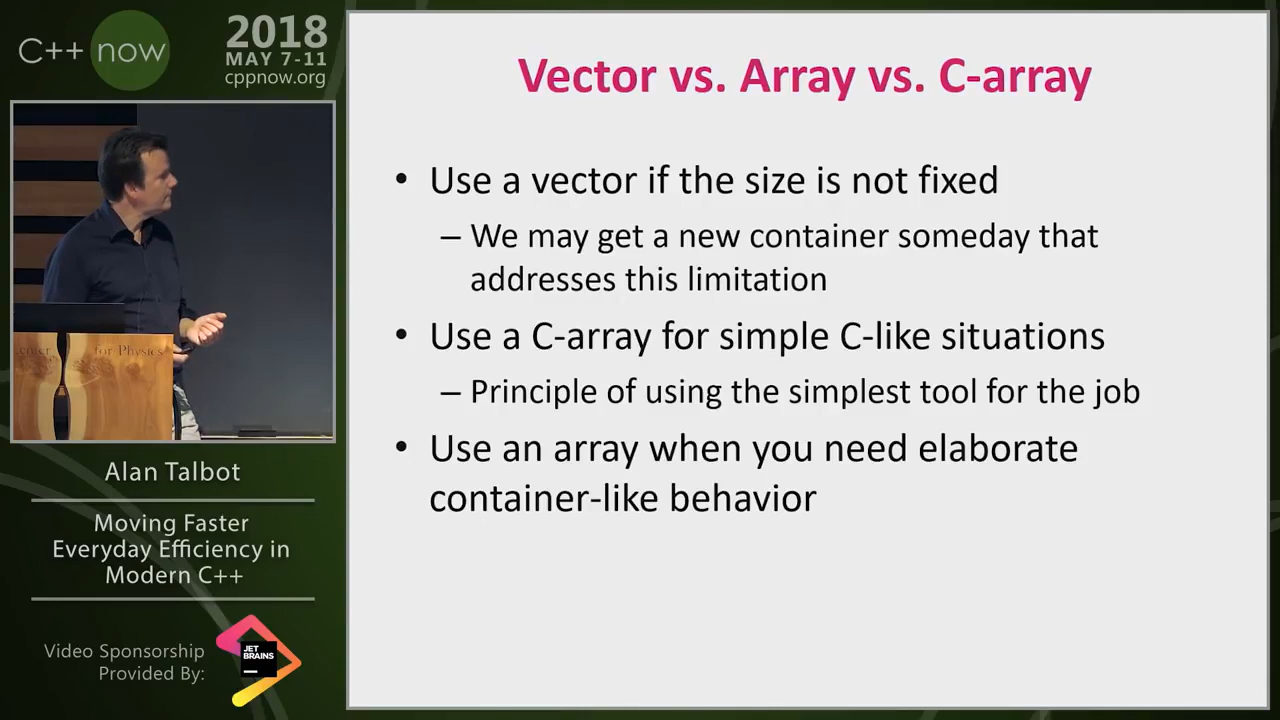 C++ now
2018
MAY 7-11
cppnow.org
Vector vs. Array vs. C-array
• Use a vector if the size is not fixed
– We may get a new container someday that
addresses this limitation
• Use a C-array for simple C-like situations
– Principle of using the simplest tool for the job
• Use an array when you need elaborate
container-like behavior
for Physics
Alan Talbot
Moving Faster
Everyday Efficiency in
Modern C++
Video Sponsorship
Provided By:
JET
BRAINS